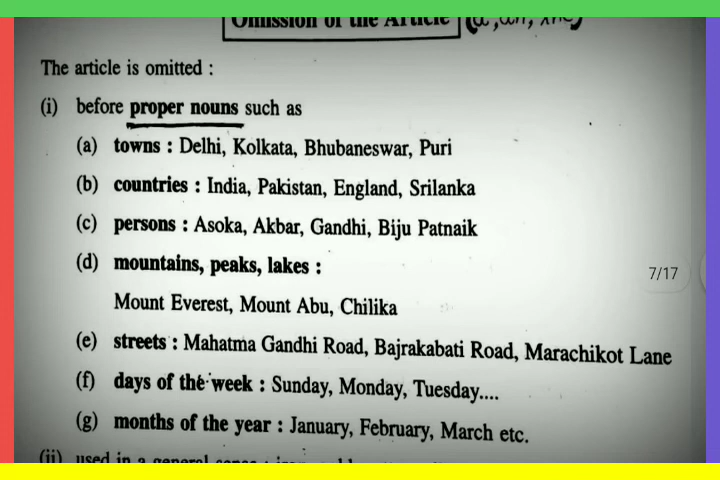 Omission of the Article (a, an, the)
The article is omitted :
(i) before proper nouns such as
(a) towns : Delhi, Kolkata, Bhubaneswar, Puri
(b) countries : India, Pakistan, England, Srilanka
(c) persons : Asoka, Akbar, Gandhi, Biju Patnaik
(d) mountains, peaks, lakes :
7/17
Mount Everest, Mount Abu, Chilika
(e) streets : Mahatma Gandhi Road, Bajrakabati Road, Marachikot Lane
(f) days of the week : Sunday, Monday, Tuesday....
(g) months of the year : January, February, March etc.
(ii) used in a general sense :